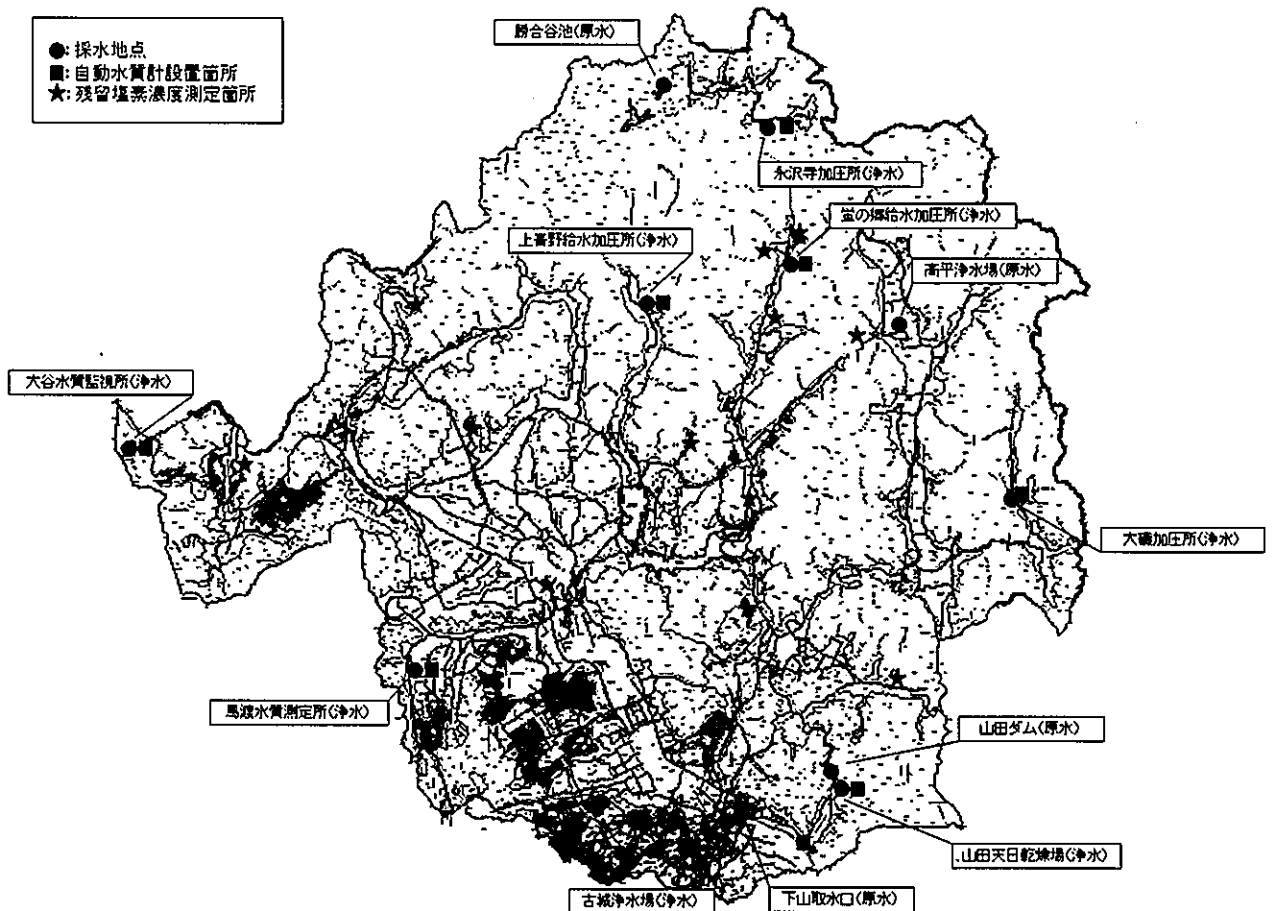 ●: 採水地点
■: 自動水質計設置箇所
★: 残留塩素濃度測定箇所
勝合谷池(原水)
永沢寺加圧所(浄水)
蛍の郷給水加圧所(浄水)
上青野給水加圧所(浄水)
高平浄水場(原水)
大谷水質監視所(浄水)
大磯加圧所(浄水)
馬渡水質測定所(浄水)
山田ダム(原水)
山田天日乾燥場(浄水)
古城浄水場(浄水)
下山取水口(原水)